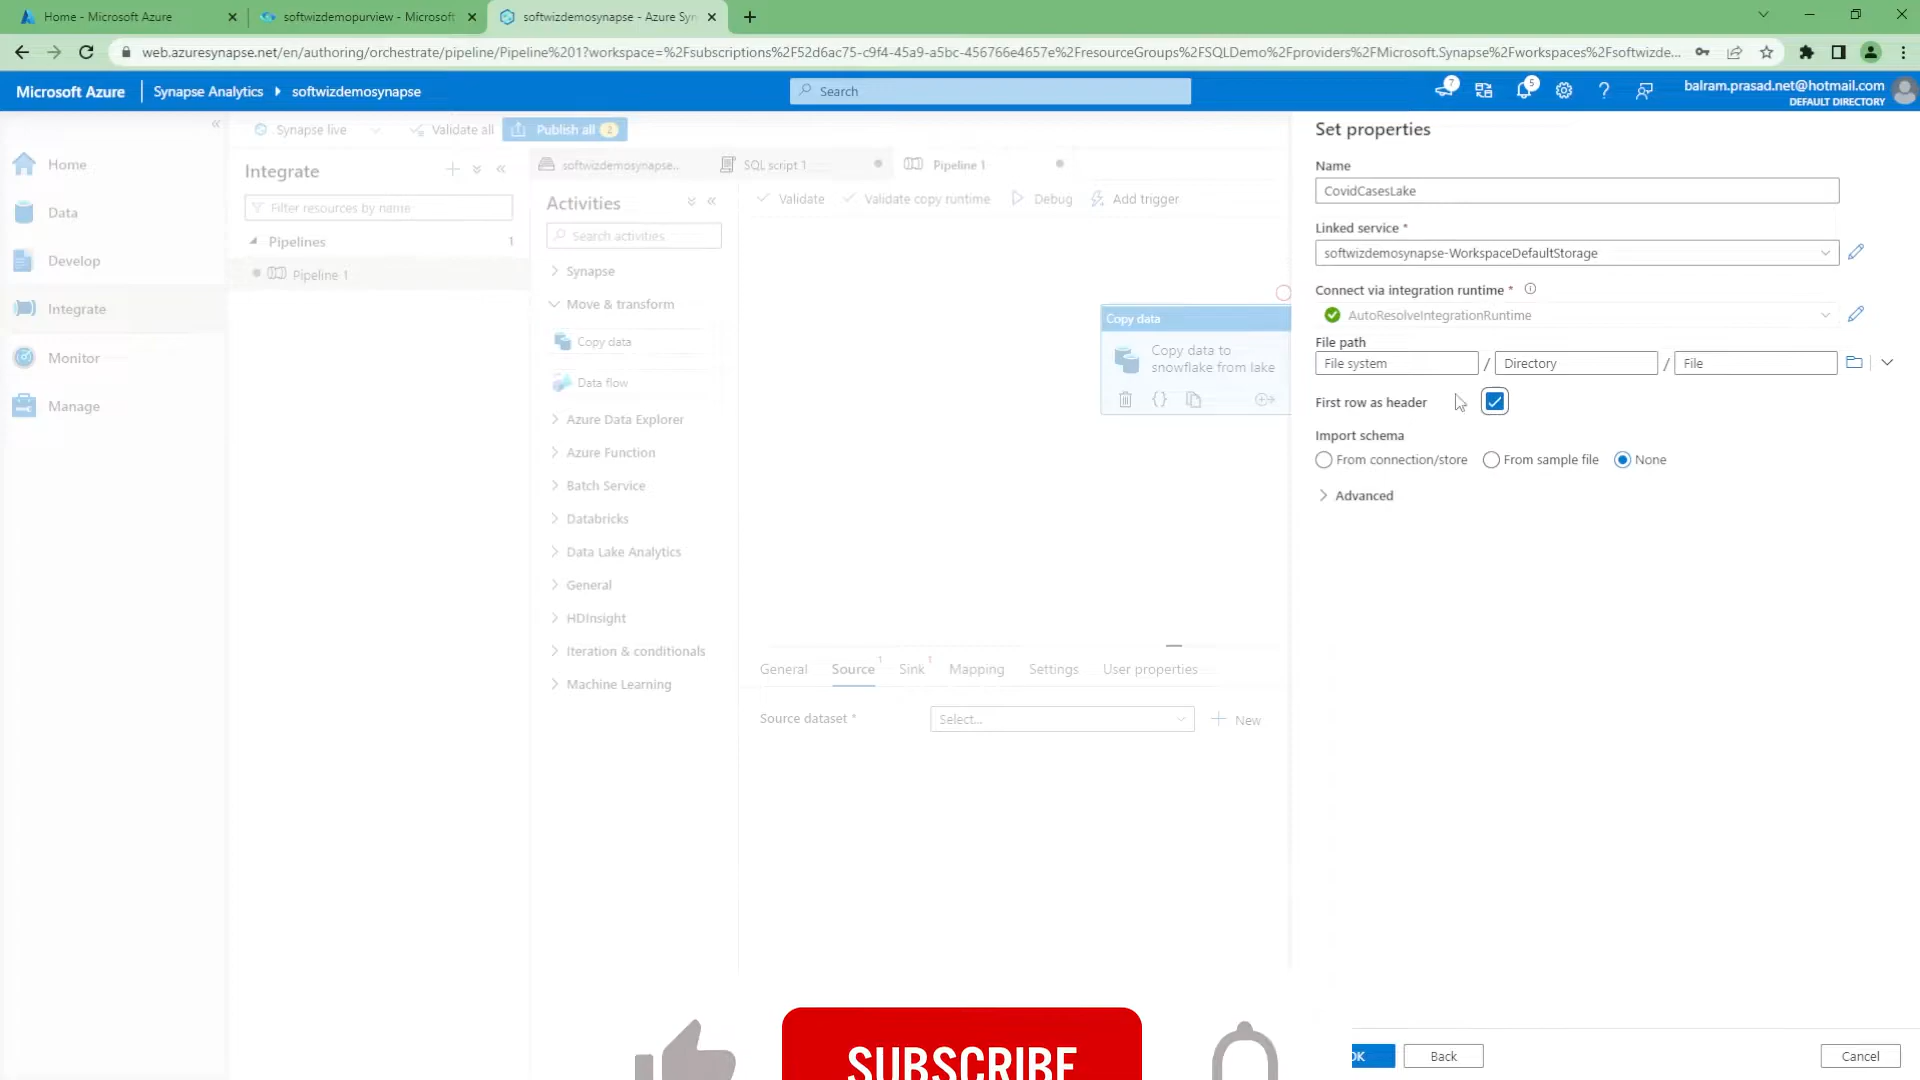 Home - Microsoft Azure
softwizdemopurview - Microsoft
softwizdemosynapse - Azure Syn
web.azuresynapse.net/en/authoring/orchestrate/pipeline/Pipeline%201?workspace=%2Fsubscriptions%2F52d6ac75-c9f4-45a9-a5bc-456766e4657e%2FresourceGroups%2FSQLDemo%2Fproviders%2FMicrosoft.Synapse%2Fworkspaces%2Fsoftwizde...
Microsoft Azure
Synapse Analytics
softwizdemosynapse
Search
7
5
balram.prasad.net@hotmail.com
DEFAULT DIRECTORY
Home
Data
Develop
Integrate
Monitor
Manage
Synapse live
Validate all
Publish all 2
Integrate
Filter resources by name
Pipelines 1
Pipeline 1
softwizdemosynapse..
SQL script 1
Pipeline 1
Activities
Search activities
Synapse
Move & transform
Copy data
Data flow
Azure Data Explorer
Azure Function
Batch Service
Databricks
Data Lake Analytics
General
HDInsight
Iteration & conditionals
Machine Learning
Validate
Validate copy runtime
Debug
Add trigger
Copy data
Copy data to
snowflake from lake
General
Source 1
Sink 1
Mapping
Settings
User properties
Source dataset *
Select...
New
Set properties
Name
CovidCasesLake
Linked service *
softwizdemosynapse-WorkspaceDefaultStorage
Connect via integration runtime *
AutoResolveIntegrationRuntime
File path
File system / Directory / File
First row as header
Import schema
From connection/store
From sample file
None
Advanced
SUBSCRIBE
OK
Back
Cancel